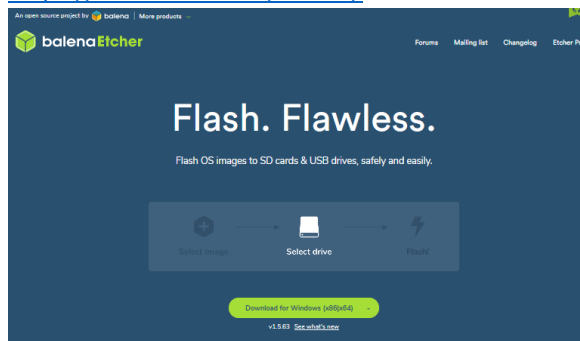 An open source project by balena | More products
balenaEtcher
Forums Mailing list Changelog Etcher
Flash. Flawless.
Flash OS images to SD cards & USB drives, safely and easily.
Select image Select drive Flash!
Download for Windows (x86|x64)
v1.5.63 See what's new